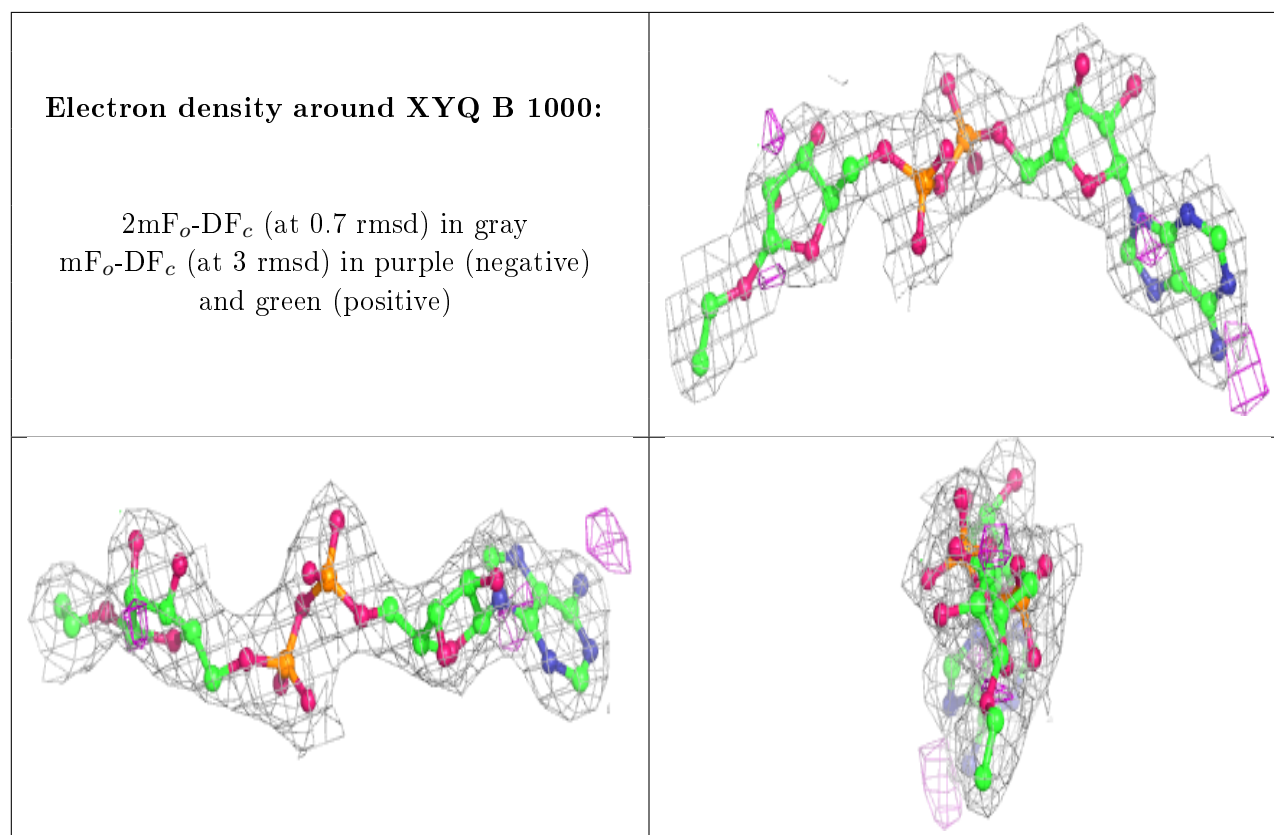 Electron density around XYQ B 1000:
2mFₒ-DF𝒸 (at 0.7 rmsd) in gray
mFₒ-DF𝒸 (at 3 rmsd) in purple (negative)
and green (positive)